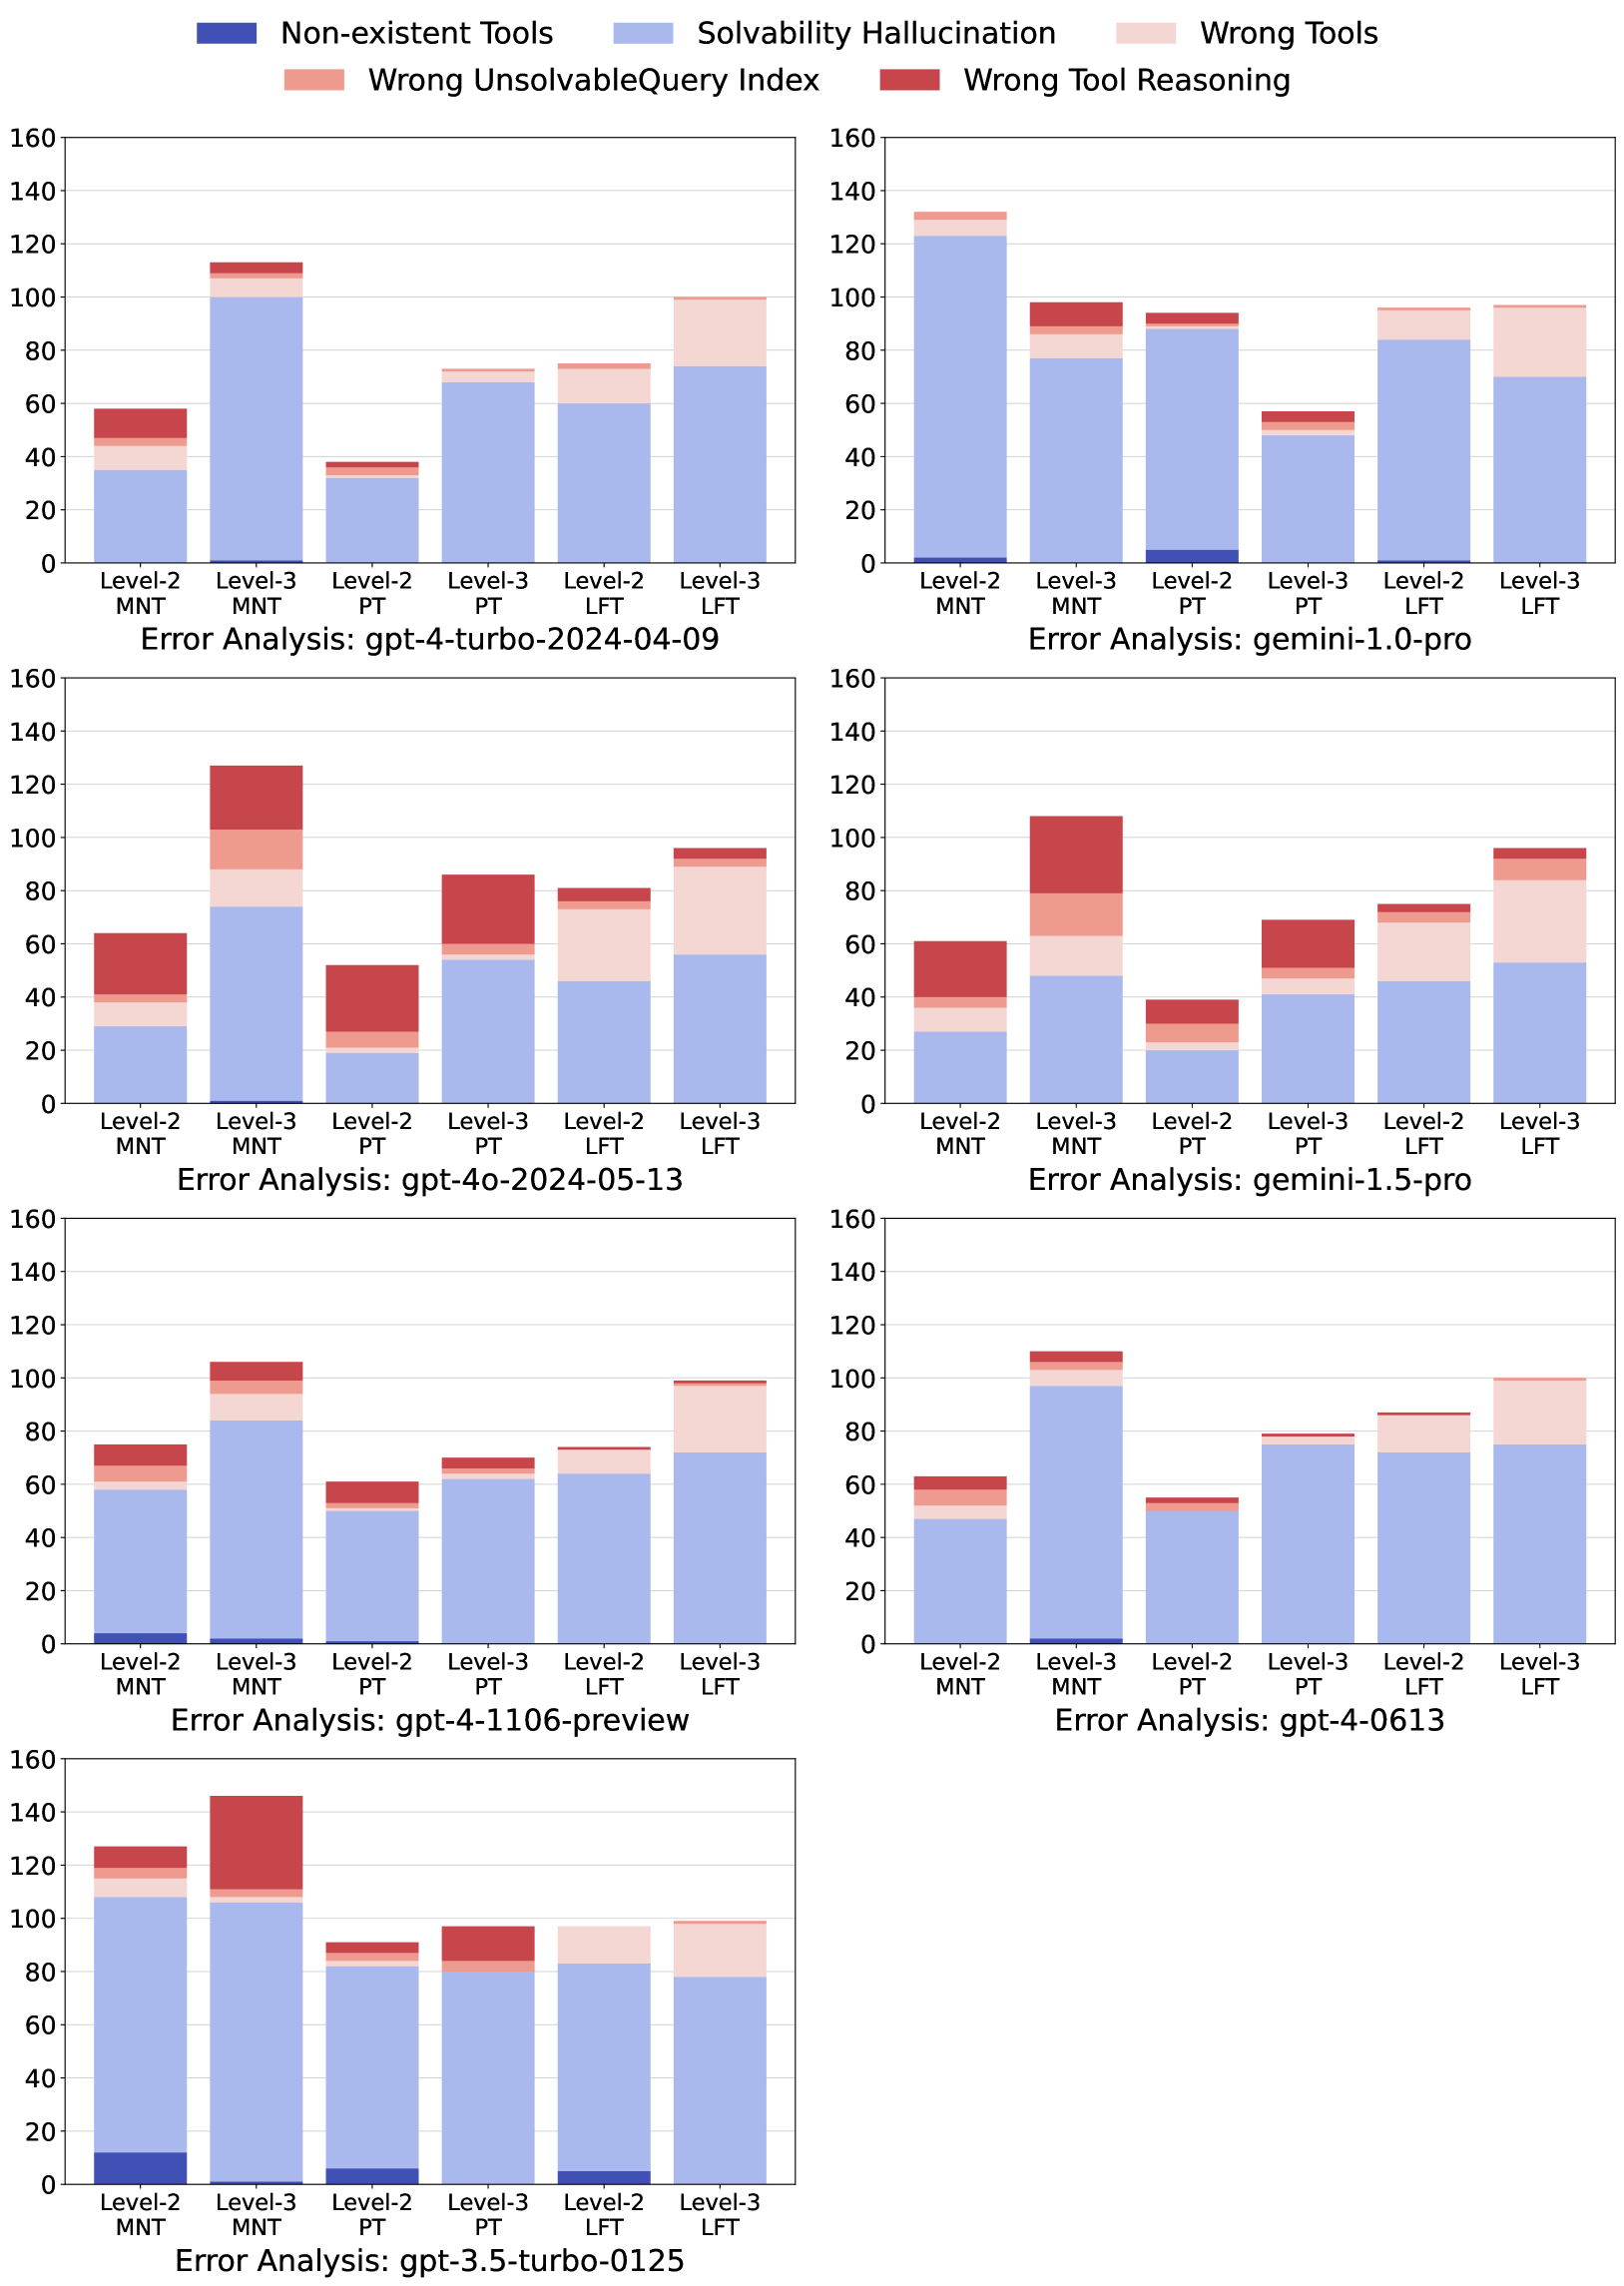 Non-existent Tools Solvability Hallucination Wrong Tools
Wrong UnsolvableQuery Index Wrong Tool Reasoning
160
140
120
100
80
60
40
20
0
Level-2 MNT
Level-3 MNT
Level-2 PT
Level-3 PT
Level-2 LFT
Level-3 LFT
Error Analysis: gpt-4-turbo-2024-04-09
160
140
120
100
80
60
40
20
0
Level-2 MNT
Level-3 MNT
Level-2 PT
Level-3 PT
Level-2 LFT
Level-3 LFT
Error Analysis: gemini-1.0-pro
160
140
120
100
80
60
40
20
0
Level-2 MNT
Level-3 MNT
Level-2 PT
Level-3 PT
Level-2 LFT
Level-3 LFT
Error Analysis: gpt-4o-2024-05-13
160
140
120
100
80
60
40
20
0
Level-2 MNT
Level-3 MNT
Level-2 PT
Level-3 PT
Level-2 LFT
Level-3 LFT
Error Analysis: gemini-1.5-pro
160
140
120
100
80
60
40
20
0
Level-2 MNT
Level-3 MNT
Level-2 PT
Level-3 PT
Level-2 LFT
Level-3 LFT
Error Analysis: gpt-4-1106-preview
160
140
120
100
80
60
40
20
0
Level-2 MNT
Level-3 MNT
Level-2 PT
Level-3 PT
Level-2 LFT
Level-3 LFT
Error Analysis: gpt-4-0613
160
140
120
100
80
60
40
20
0
Level-2 MNT
Level-3 MNT
Level-2 PT
Level-3 PT
Level-2 LFT
Level-3 LFT
Error Analysis: gpt-3.5-turbo-0125